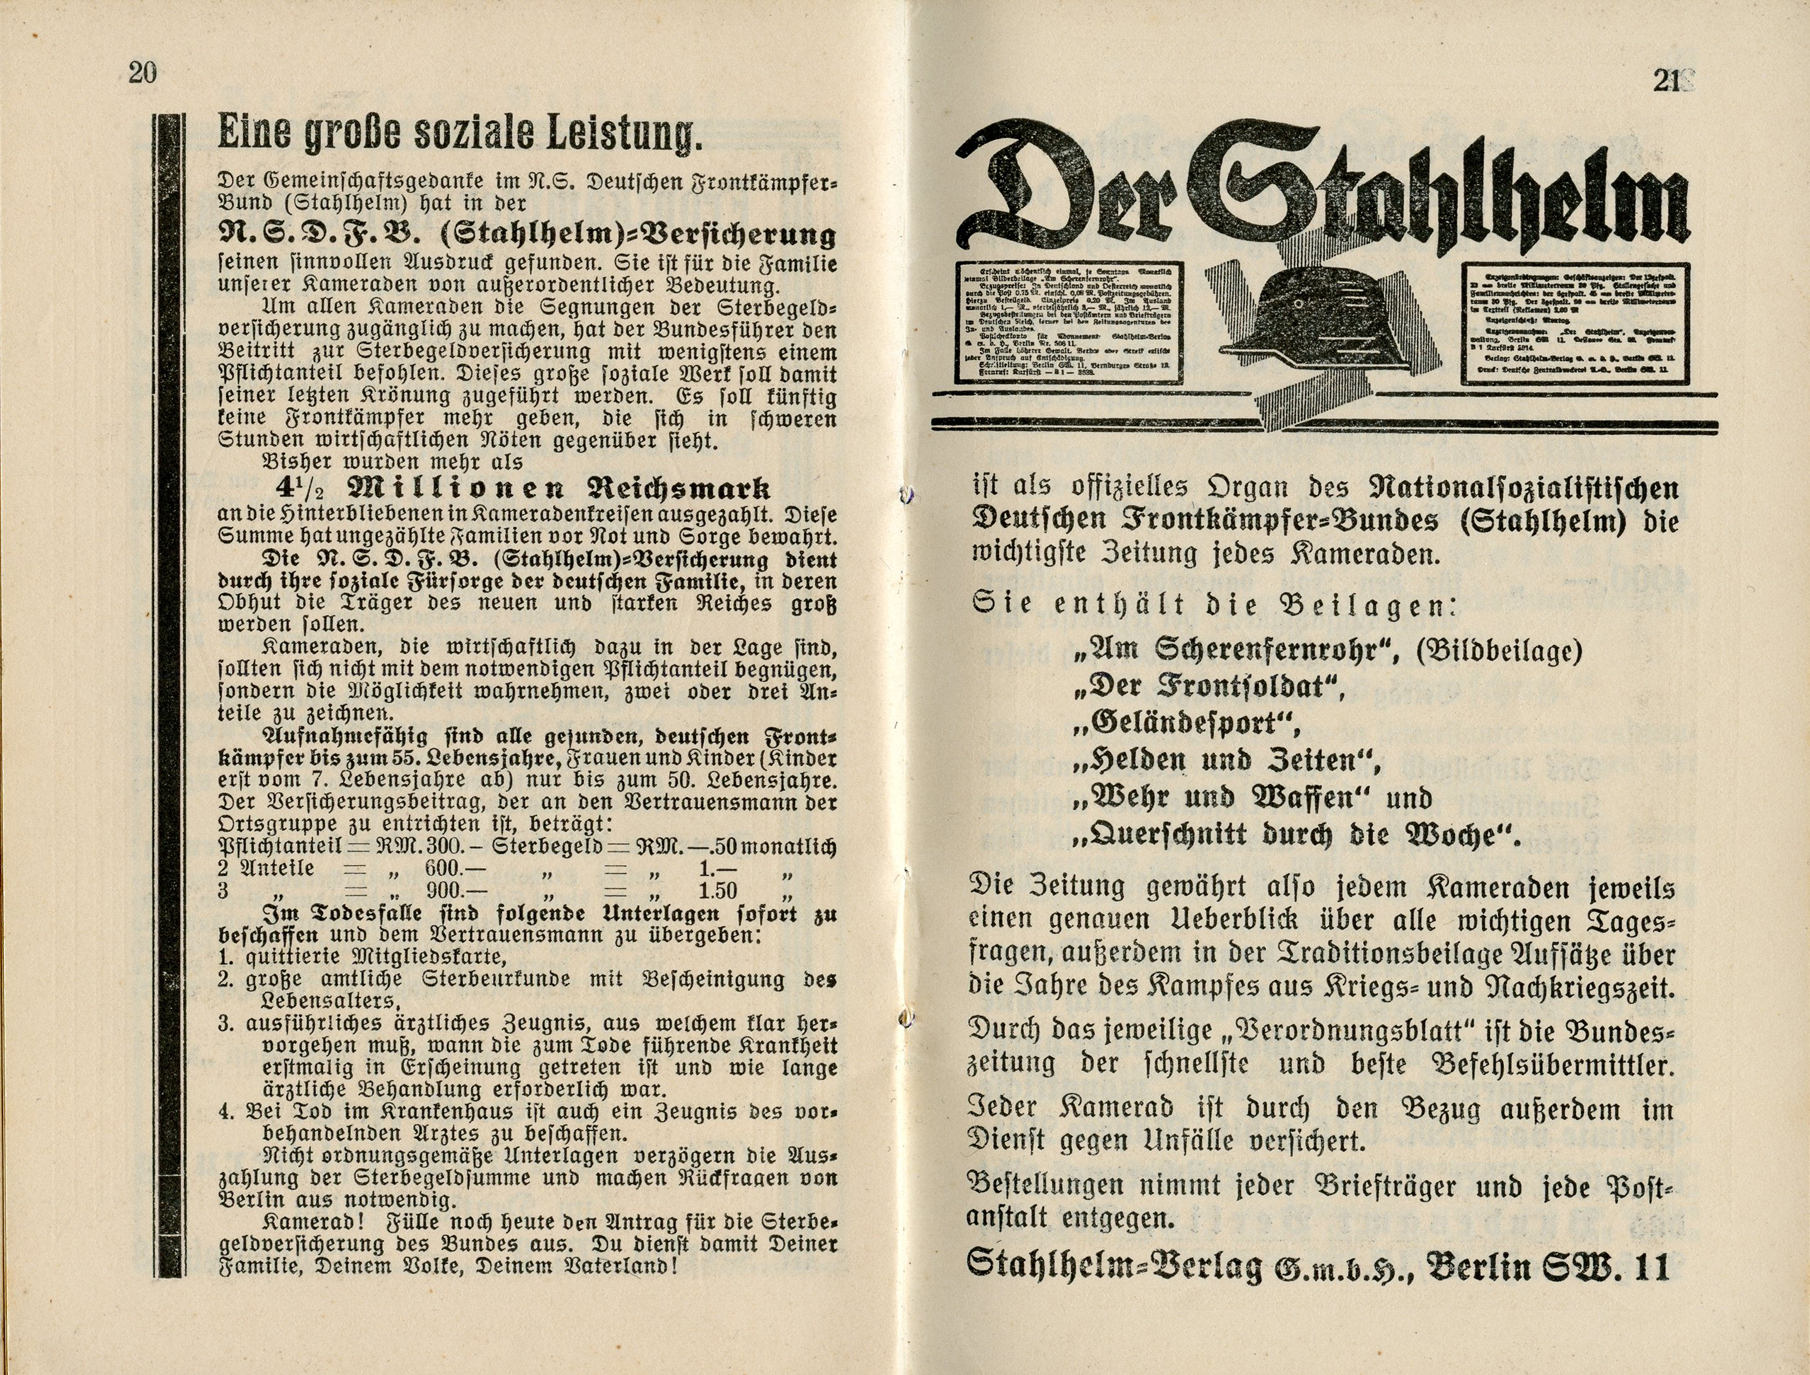 20
Eine große soziale Leistung.
Der Gemeinschaftsgedanke im N.S. Deutschen Frontkämpfer-
Bund (Stahlhelm) hat in der
N. S. D. F. B. (Stahlhelm)-Versicherung
seinen sinnvollen Ausdruck gefunden. Sie ist für die Familie
unserer Kameraden von außerordentlicher Bedeutung.
Um allen Kameraden die Segnungen der Sterbegeld-
versicherung zugänglich zu machen, hat der Bundesführer den
Beitritt zur Sterbegeldversicherung mit wenigstens einem
Pflichtanteil befohlen. Dieses große soziale Werk soll damit
seiner letzten Krönung zugeführt werden. Es soll künftig
keine Frontkämpfer mehr geben, die sich in schweren
Stunden wirtschaftlichen Nöten gegenüber sieht.
Bisher wurden mehr als
4½ Millionen Reichsmark
an die Hinterbliebenen in Kameradenkreisen ausgezahlt. Diese
Summe hat ungezählte Familien vor Not und Sorge bewahrt.
Die N. S. D. F. B. (Stahlhelm)-Versicherung dient
durch ihre soziale Fürsorge der deutschen Familie, in deren
Obhut die Träger des neuen und starken Reiches groß
werden sollen.
Kameraden, die wirtschaftlich dazu in der Lage sind,
sollten sich nicht mit dem notwendigen Pflichtanteil begnügen,
sondern die Möglichkeit wahrnehmen, zwei oder drei An-
teile zu zeichnen.
Aufnahmefähig sind alle gesunden, deutschen Front-
kämpfer bis zum 55. Lebensjahre, Frauen und Kinder (Kinder
erst vom 7. Lebensjahre ab) nur bis zum 50. Lebensjahre.
Der Versicherungsbeitrag, der an den Vertrauensmann der
Ortsgruppe zu entrichten ist, beträgt:
Pflichtanteil = RM. 300.– Sterbegeld = RM. —.50 monatlich
2 Anteile = „ 600.— „ = „ 1.— „
3 „ = „ 900.— „ = „ 1.50 „
Im Todesfalle sind folgende Unterlagen sofort zu
beschaffen und dem Vertrauensmann zu übergeben:
1. quittierte Mitgliedskarte,
2. große amtliche Sterbeurkunde mit Bescheinigung des
Lebensalters,
3. ausführliches ärztliches Zeugnis, aus welchem klar her-
vorgehen muß, wann die zum Tode führende Krankheit
erstmalig in Erscheinung getreten ist und wie lange
ärztliche Behandlung erforderlich war.
4. Bei Tod im Krankenhaus ist auch ein Zeugnis des vor-
behandelnden Arztes zu beschaffen.
Nicht ordnungsgemäße Unterlagen verzögern die Aus-
zahlung der Sterbegeldsumme und machen Rückfragen von
Berlin aus notwendig.
Kamerad! Fülle noch heute den Antrag für die Sterbe-
geldversicherung des Bundes aus. Du dienst damit Deiner
Familie, Deinem Volke, Deinem Vaterland!
21
Der Stahlhelm
ist als offizielles Organ des Nationalsozialistischen
Deutschen Frontkämpfer-Bundes (Stahlhelm) die
wichtigste Zeitung jedes Kameraden.
Sie enthält die Beilagen:
„Am Scherenfernrohr“, (Bildbeilage)
„Der Frontsoldat“,
„Geländesport“,
„Helden und Zeiten“,
„Wehr und Waffen“ und
„Querschnitt durch die Woche“.
Die Zeitung gewährt also jedem Kameraden jeweils
einen genauen Ueberblick über alle wichtigen Tages-
fragen, außerdem in der Traditionsbeilage Aufsätze über
die Jahre des Kampfes aus Kriegs- und Nachkriegszeit.
Durch das jeweilige „Verordnungsblatt“ ist die Bundes-
zeitung der schnellste und beste Befehlsübermittler.
Jeder Kamerad ist durch den Bezug außerdem im
Dienst gegen Unfälle versichert.
Bestellungen nimmt jeder Briefträger und jede Post-
anstalt entgegen.
Stahlhelm-Verlag G.m.b.H., Berlin SW. 11